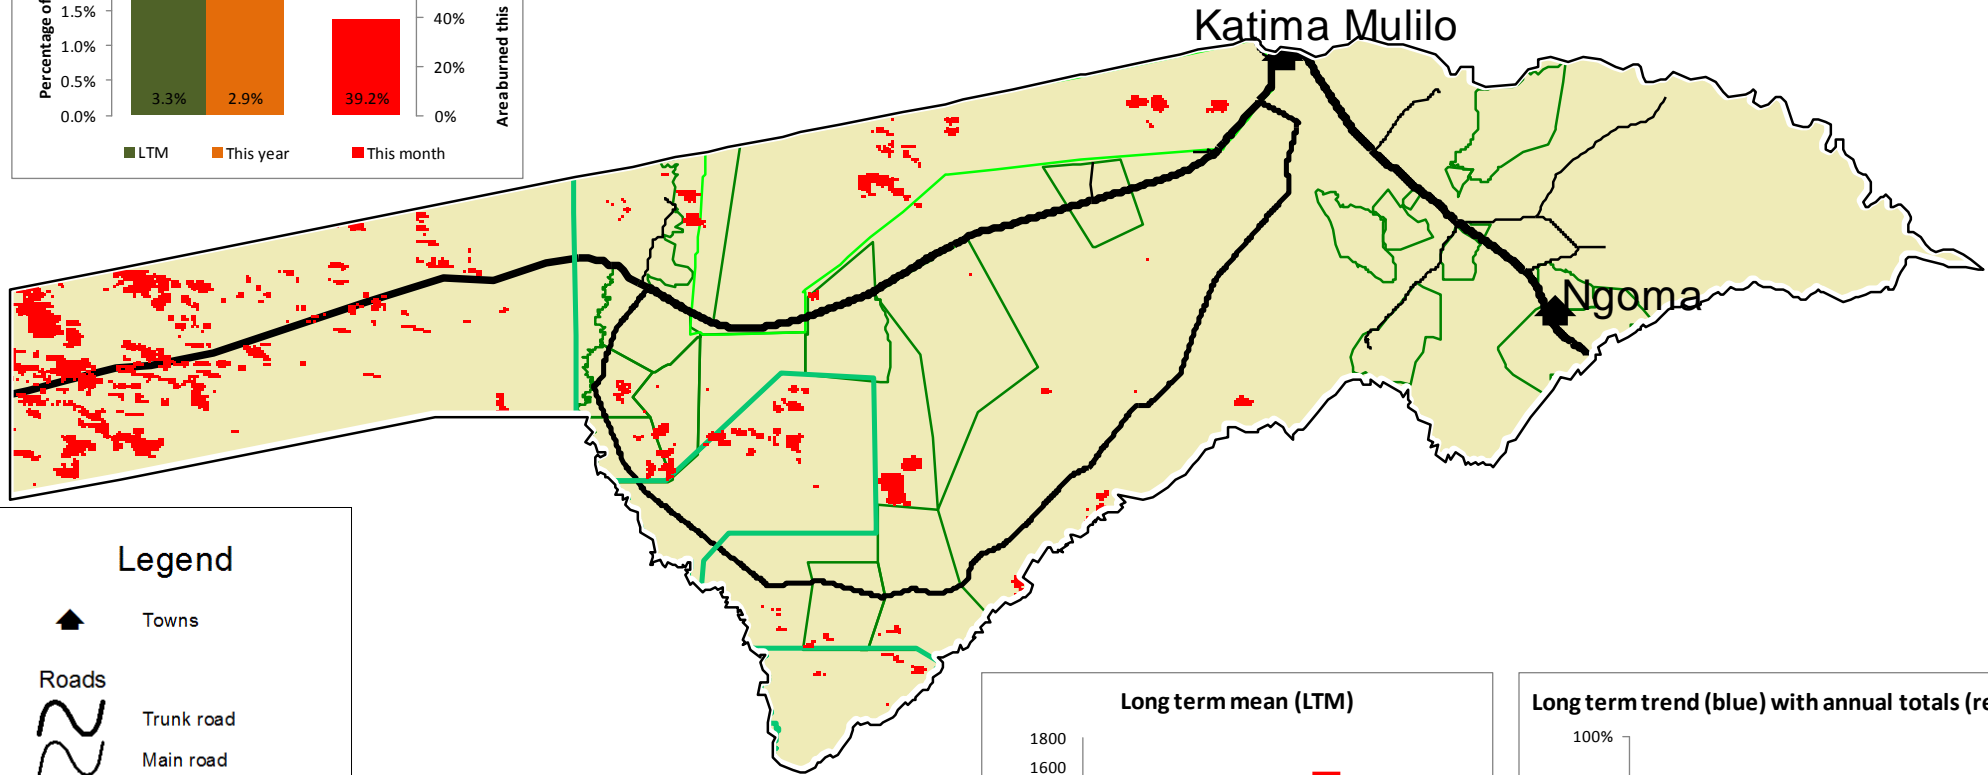 Percentage of
1.5%
1.0%
0.5%
0.0%
3.3%
2.9%
39.2%
40%
20%
0%
Area burned this
LTM
This year
This month
Katima Mulilo
Ngoma
Legend
Towns
Roads
Trunk road
Main road
Long term mean (LTM)
1800
1600
Long term trend (blue) with annual totals (re
100%